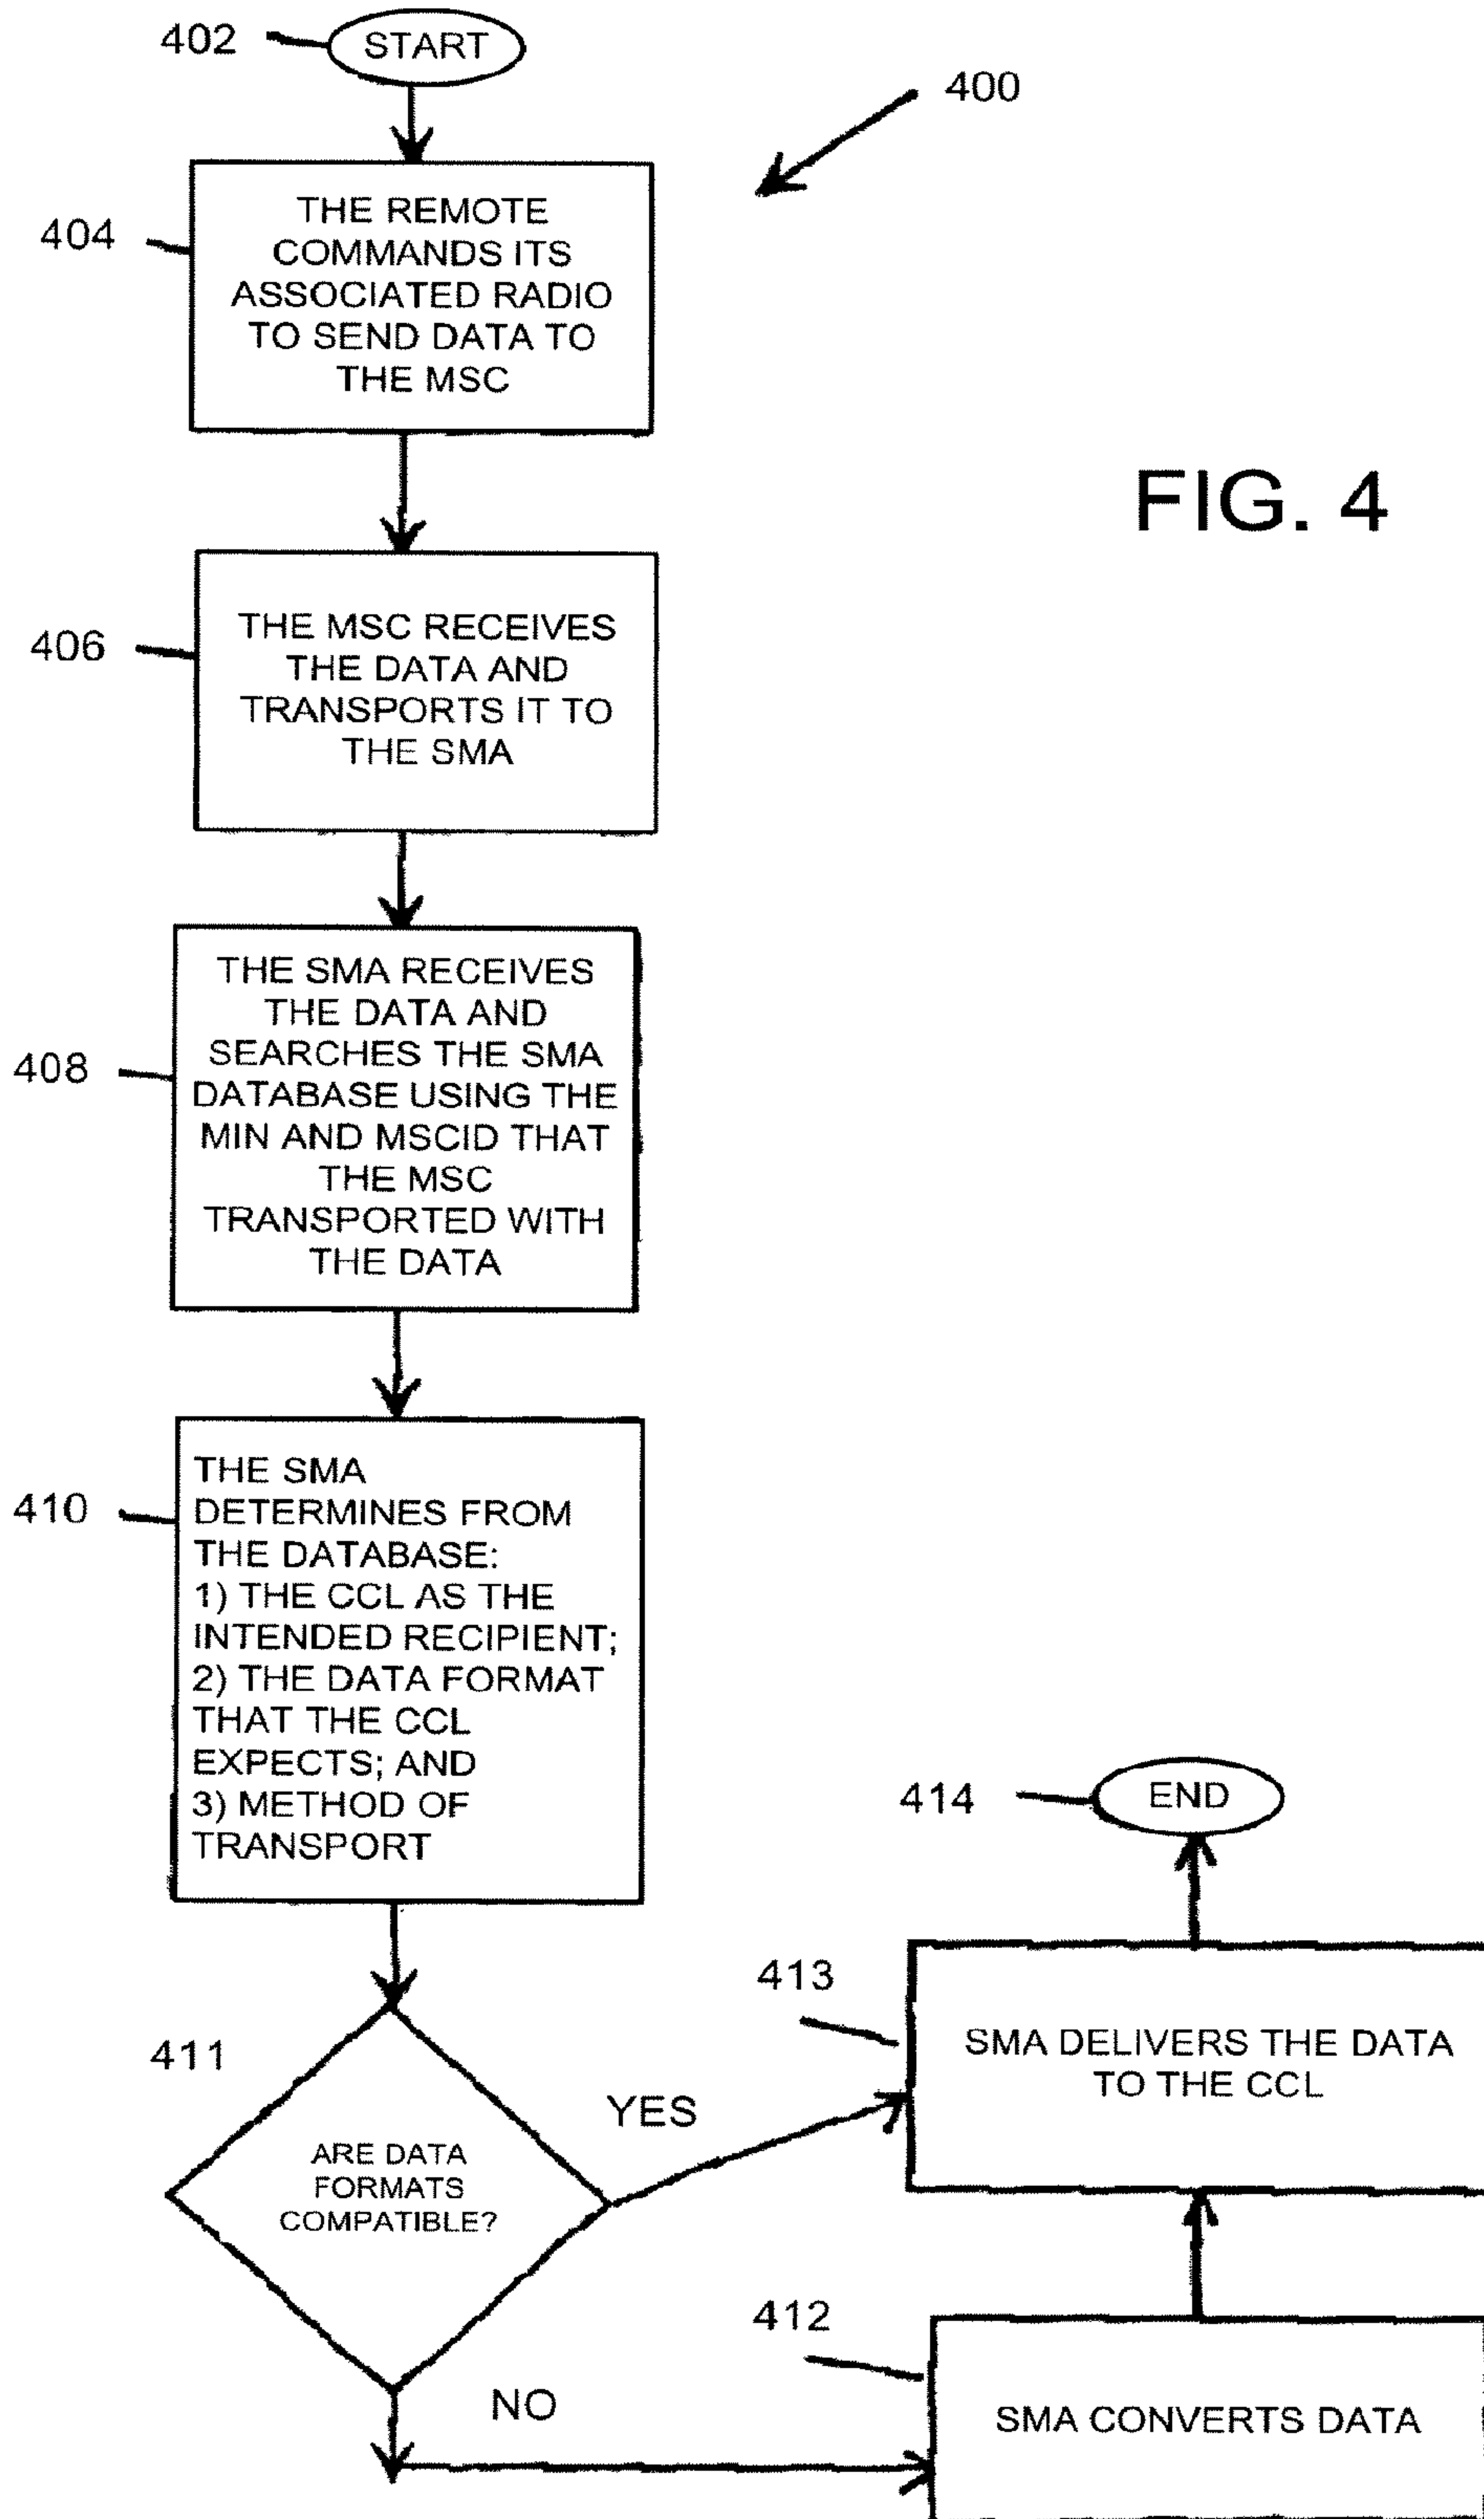 402
START
400
404
THE REMOTE
COMMANDS ITS
ASSOCIATED RADIO
TO SEND DATA TO
THE MSC
FIG. 4
406
THE MSC RECEIVES
THE DATA AND
TRANSPORTS IT TO
THE SMA
408
THE SMA RECEIVES
THE DATA AND
SEARCHES THE SMA
DATABASE USING THE
MIN AND MSCID THAT
THE MSC
TRANSPORTED WITH
THE DATA
410
THE SMA
DETERMINES FROM
THE DATABASE:
1) THE CCL AS THE
INTENDED RECIPIENT;
2) THE DATA FORMAT
THAT THE CCL
EXPECTS; AND
3) METHOD OF
TRANSPORT
411
ARE DATA
FORMATS
COMPATIBLE?
YES
NO
412
SMA CONVERTS DATA
413
SMA DELIVERS THE DATA
TO THE CCL
414
END